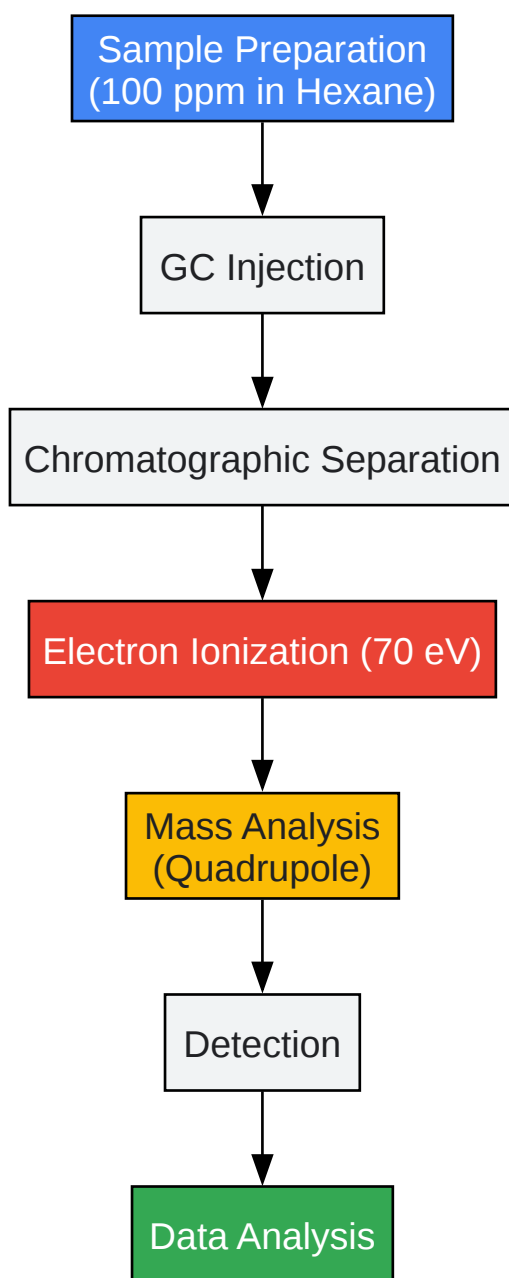 Sample Preparation
(100 ppm in Hexane)
GC Injection
Chromatographic Separation
Electron Ionization (70 eV)
Mass Analysis
(Quadrupole)
Detection
Data Analysis